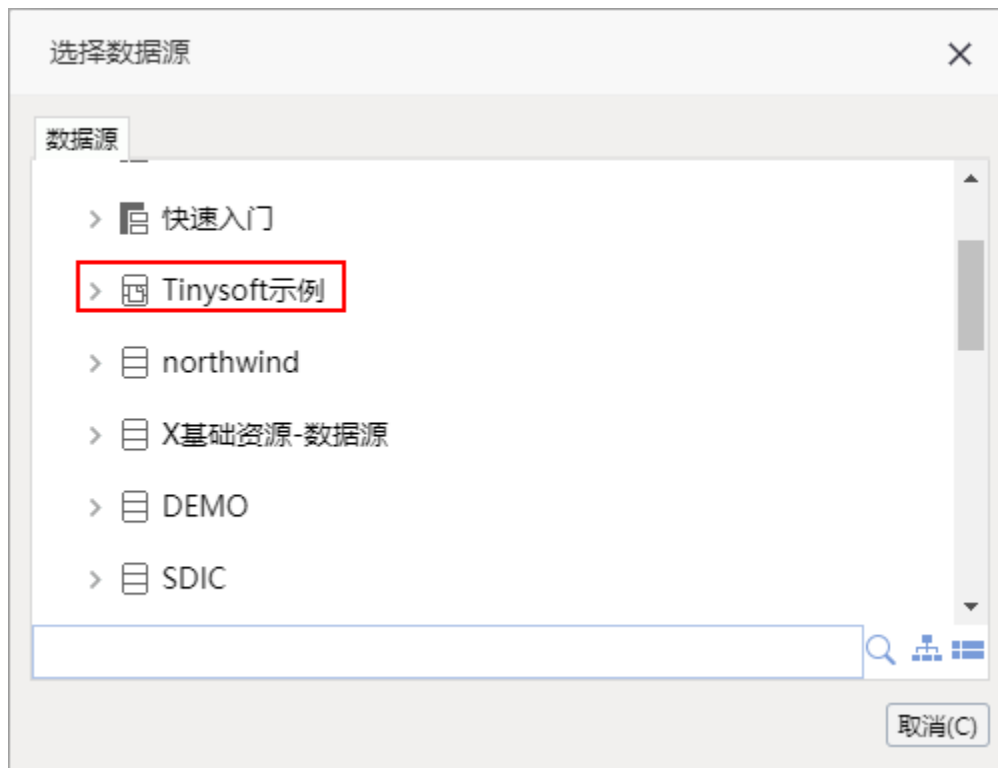 选择数据源
数据源
快速入门
Tinysoft示例
northwind
X基础资源-数据源
DEMO
SDIC
取消(C)